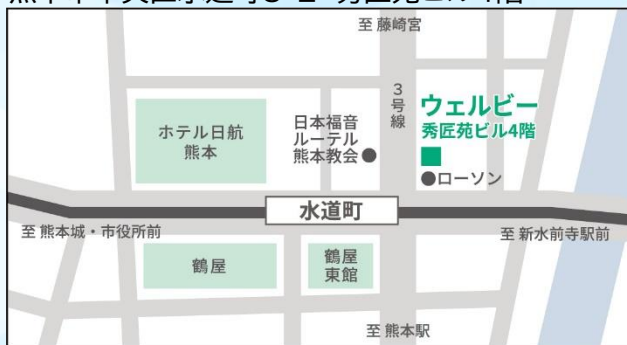 至 藤崎宮
3号線
ウェルビー
秀匠苑ビル4階
ホテル日航
熊本
日本福音
ルーテル
熊本教会●
●ローソン
水道町
至 熊本城・市役所前
至 新水前寺駅前
鶴屋
鶴屋
東館
至 熊本駅